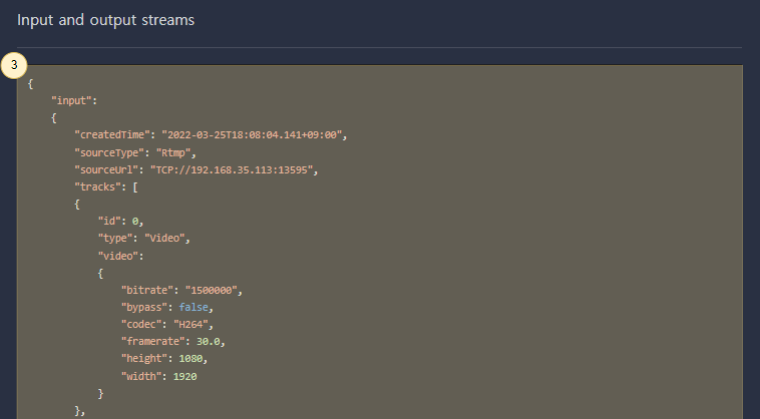 Input and output streams
3
{
"input":
{
"createdTime": "2022-03-25T18:08:04.141+09:00",
"sourceType": "Rtmp",
"sourceUrl": "TCP://192.168.35.113:13595",
"tracks": [
{
"id": 0,
"type": "Video",
"video":
{
"bitrate": "1500000",
"bypass": false,
"codec": "H264",
"framerate": 30.0,
"height": 1080,
"width": 1920
}
},